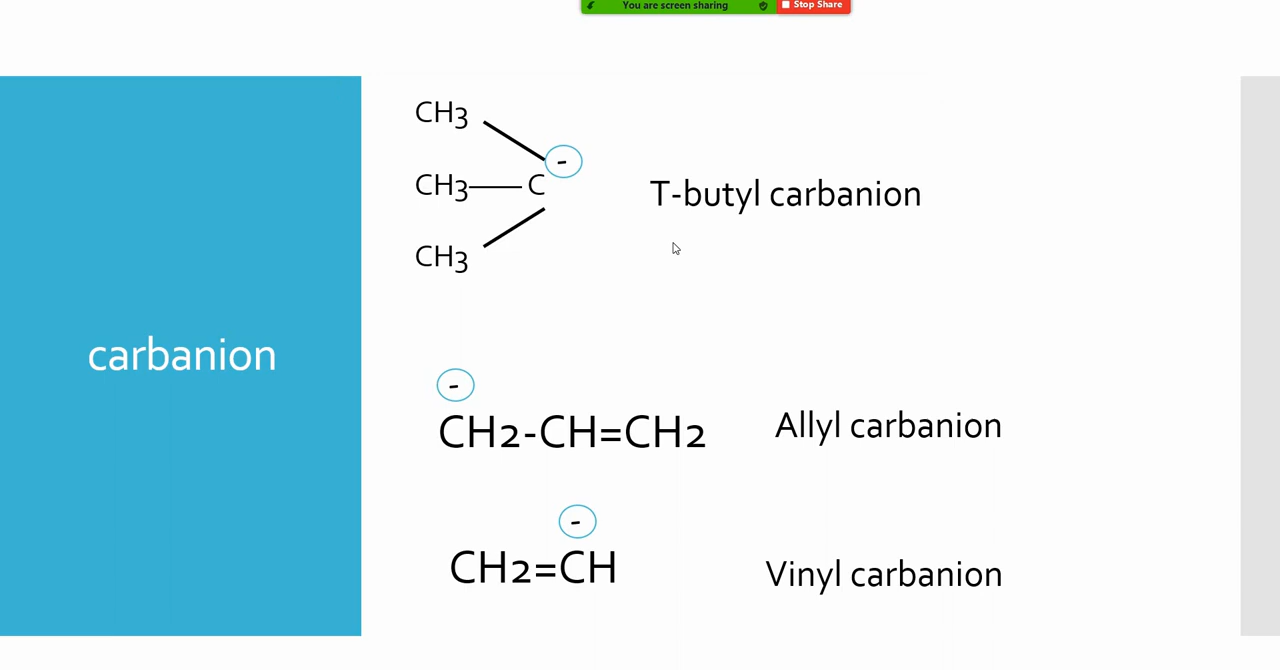 You are screen sharing Stop Share
CH3
-
CH3 C
T-butyl carbanion
CH3
carbanion
-
CH2-CH=CH2 Allyl carbanion
-
CH2=CH Vinyl carbanion